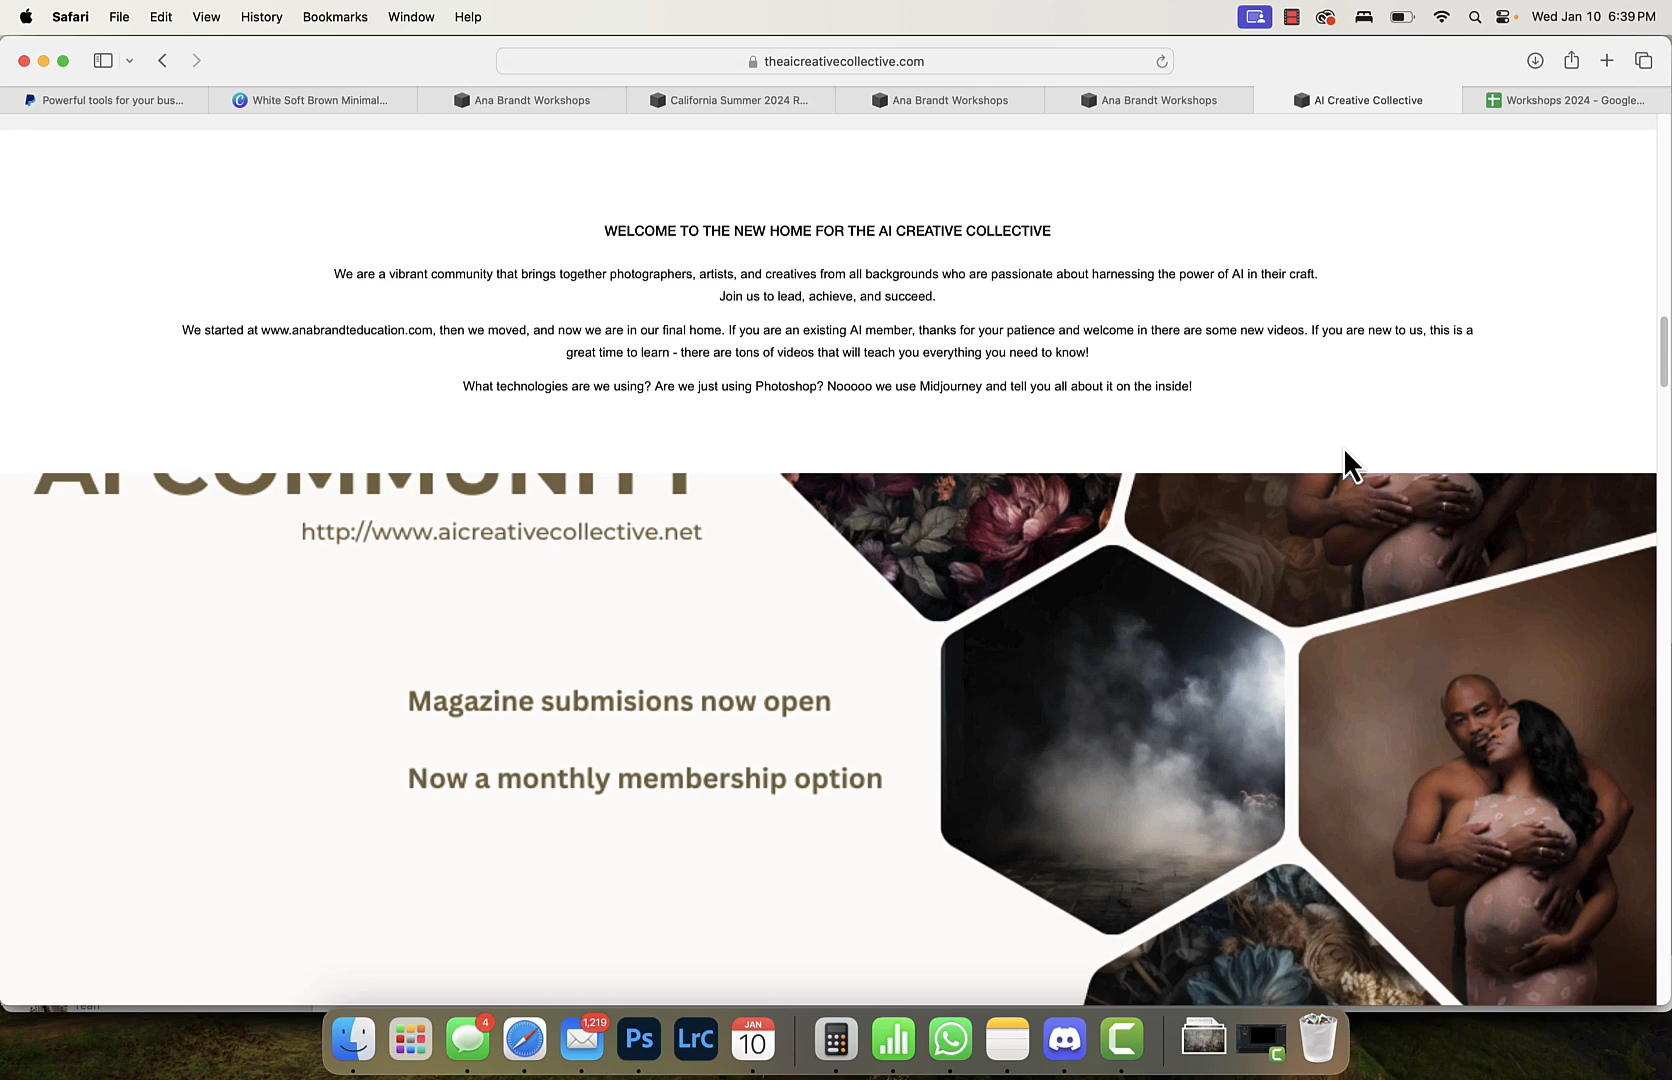 Safari File Edit View History Bookmarks Window Help
Wed Jan 10 6:39 PM
theaicreativecollective.com
Powerful tools for your bus...
White Soft Brown Minimal...
Ana Brandt Workshops
California Summer 2024 R...
Ana Brandt Workshops
Ana Brandt Workshops
AI Creative Collective
Workshops 2024 - Google...
WELCOME TO THE NEW HOME FOR THE AI CREATIVE COLLECTIVE
We are a vibrant community that brings together photographers, artists, and creatives from all backgrounds who are passionate about harnessing the power of AI in their craft.
Join us to lead, achieve, and succeed.
We started at www.anabrandteducation.com, then we moved, and now we are in our final home. If you are an existing AI member, thanks for your patience and welcome in there are some new videos. If you are new to us, this is a
great time to learn - there are tons of videos that will teach you everything you need to know!
What technologies are we using? Are we just using Photoshop? Nooooo we use Midjourney and tell you all about it on the inside!
AI COMMUNITY
http://www.aicreativecollective.net
Magazine submisions now open
Now a monthly membership option
4
1,219
Ps
LrC
JAN
10